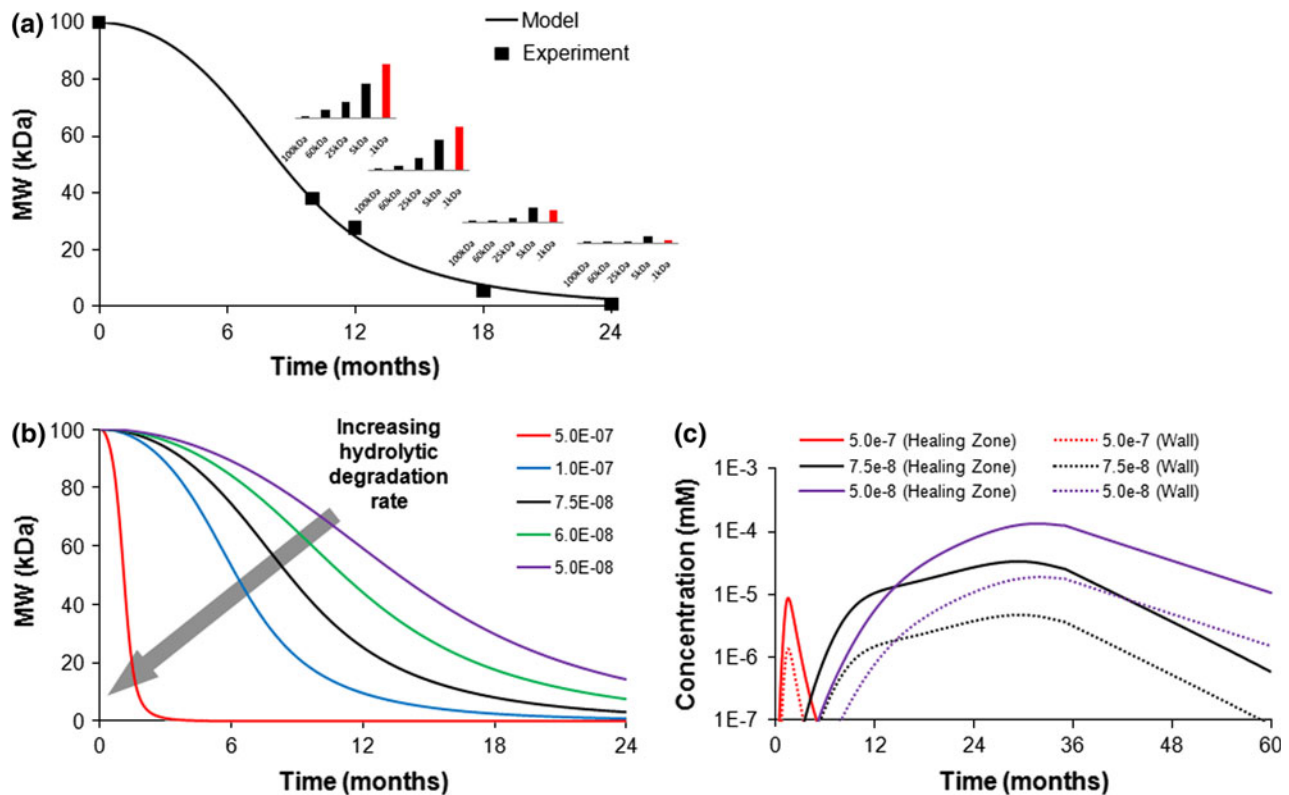 (a)
Model
Experiment
MW (kDa)
100
80
60
40
20
0
100kDa 60kDa 25kDa 5kDa .1kDa
100kDa 60kDa 25kDa 5kDa .1kDa
100kDa 60kDa 25kDa 5kDa .1kDa
100kDa 60kDa 25kDa 5kDa .1kDa
0 6 12 18 24
Time (months)
(b)
MW (kDa)
100
80
60
40
20
0
Increasing
hydrolytic
degradation
rate
5.0E-07
1.0E-07
7.5E-08
6.0E-08
5.0E-08
0 6 12 18 24
Time (months)
(c)
5.0e-7 (Healing Zone) 5.0e-7 (Wall)
7.5e-8 (Healing Zone) 7.5e-8 (Wall)
5.0e-8 (Healing Zone) 5.0e-8 (Wall)
Concentration (mM)
1E-3
1E-4
1E-5
1E-6
1E-7
0 12 24 36 48 60
Time (months)